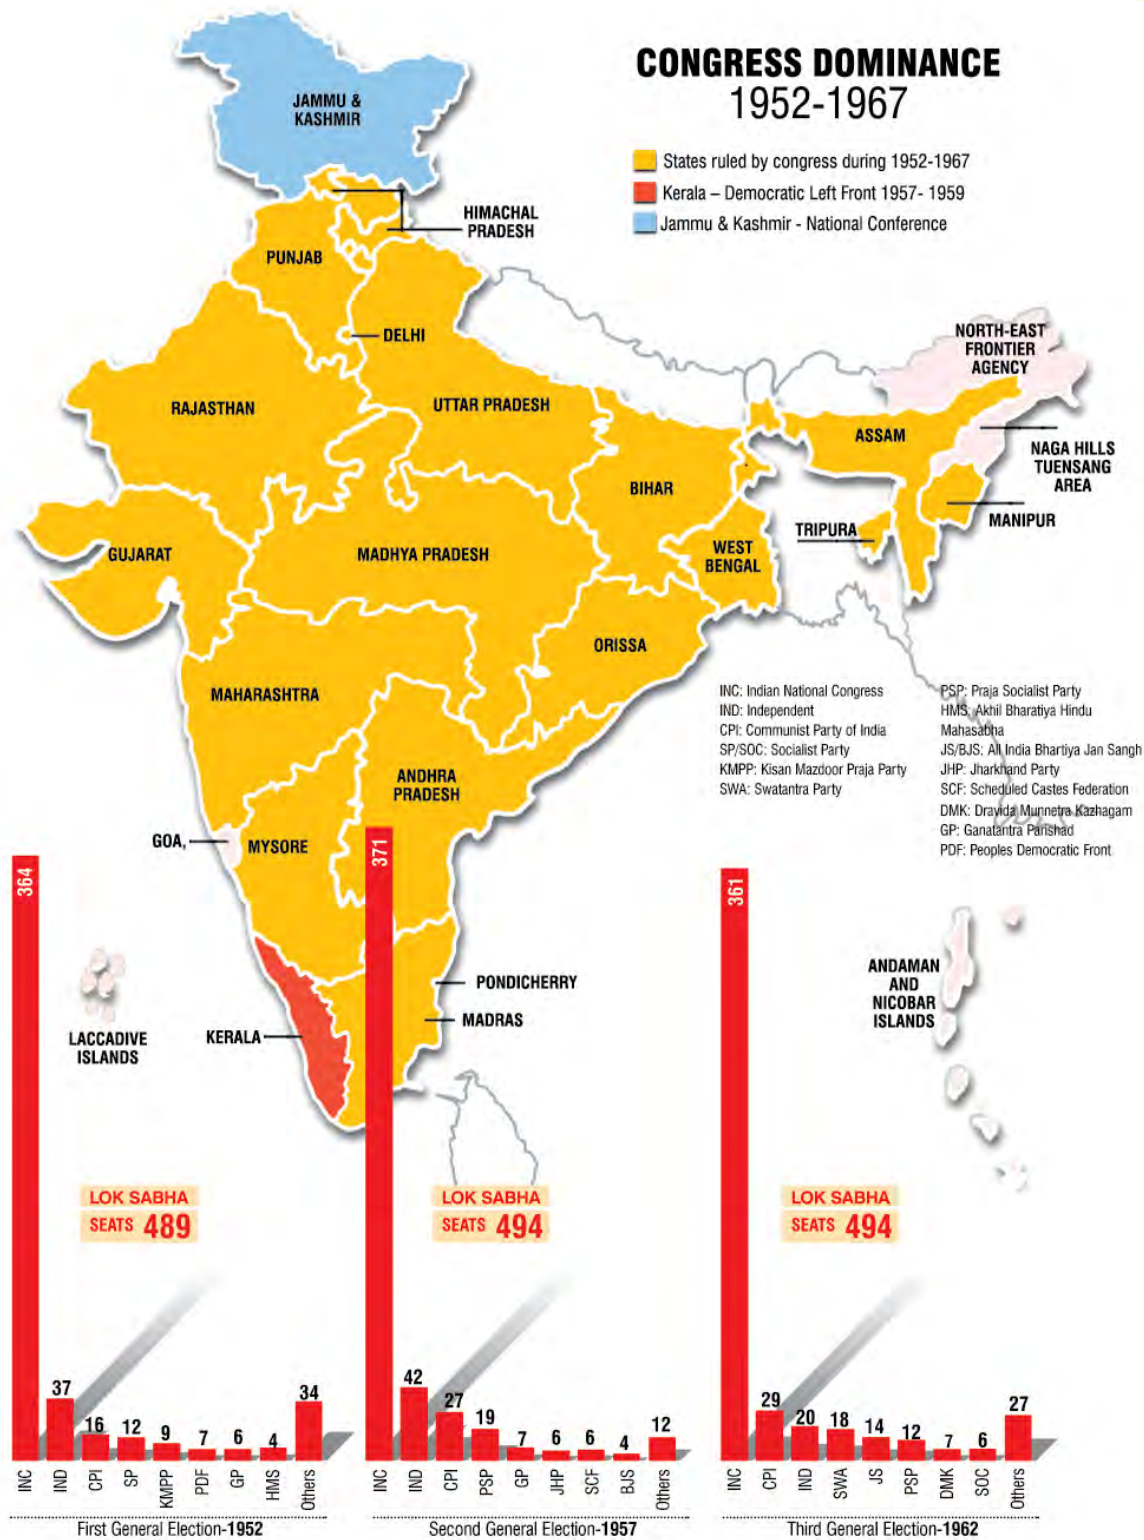 CONGRESS DOMINANCE
1952-1967
States ruled by congress during 1952-1967
Kerala – Democratic Left Front 1957- 1959
Jammu & Kashmir - National Conference
JAMMU &
KASHMIR
HIMACHAL
PRADESH
PUNJAB
DELHI
RAJASTHAN
UTTAR PRADESH
NORTH-EAST
FRONTIER
AGENCY
ASSAM
NAGA HILLS
TUENSANG
AREA
BIHAR
MANIPUR
TRIPURA
GUJARAT
MADHYA PRADESH
WEST
BENGAL
ORISSA
MAHARASHTRA
ANDHRA
PRADESH
GOA,
MYSORE
INC: Indian National Congress
IND: Independent
CPI: Communist Party of India
SP/SOC: Socialist Party
KMPP: Kisan Mazdoor Praja Party
SWA: Swatantra Party
PSP: Praja Socialist Party
HMS: Akhil Bharatiya Hindu
Mahasabha
JS/BJS: All India Bhartiya Jan Sangh
JHP: Jharkhand Party
SCF: Scheduled Castes Federation
DMK: Dravida Munnetra Kazhagam
GP: Ganatantra Parishad
PDF: Peoples Democratic Front
LACCADIVE
ISLANDS
KERALA
PONDICHERRY
MADRAS
ANDAMAN
AND
NICOBAR
ISLANDS
LOK SABHA
SEATS 489
364
37
16
12
9
7
6
4
34
INC
IND
CPI
SP
KMPP
PDF
GP
HMS
Others
First General Election-1952
LOK SABHA
SEATS 494
371
42
27
19
7
6
6
4
12
INC
IND
CPI
PSP
GP
JHP
SCF
BJS
Others
Second General Election-1957
LOK SABHA
SEATS 494
361
29
20
18
14
12
7
6
27
INC
CPI
IND
SWA
JS
PSP
DMK
SOC
Others
Third General Election-1962